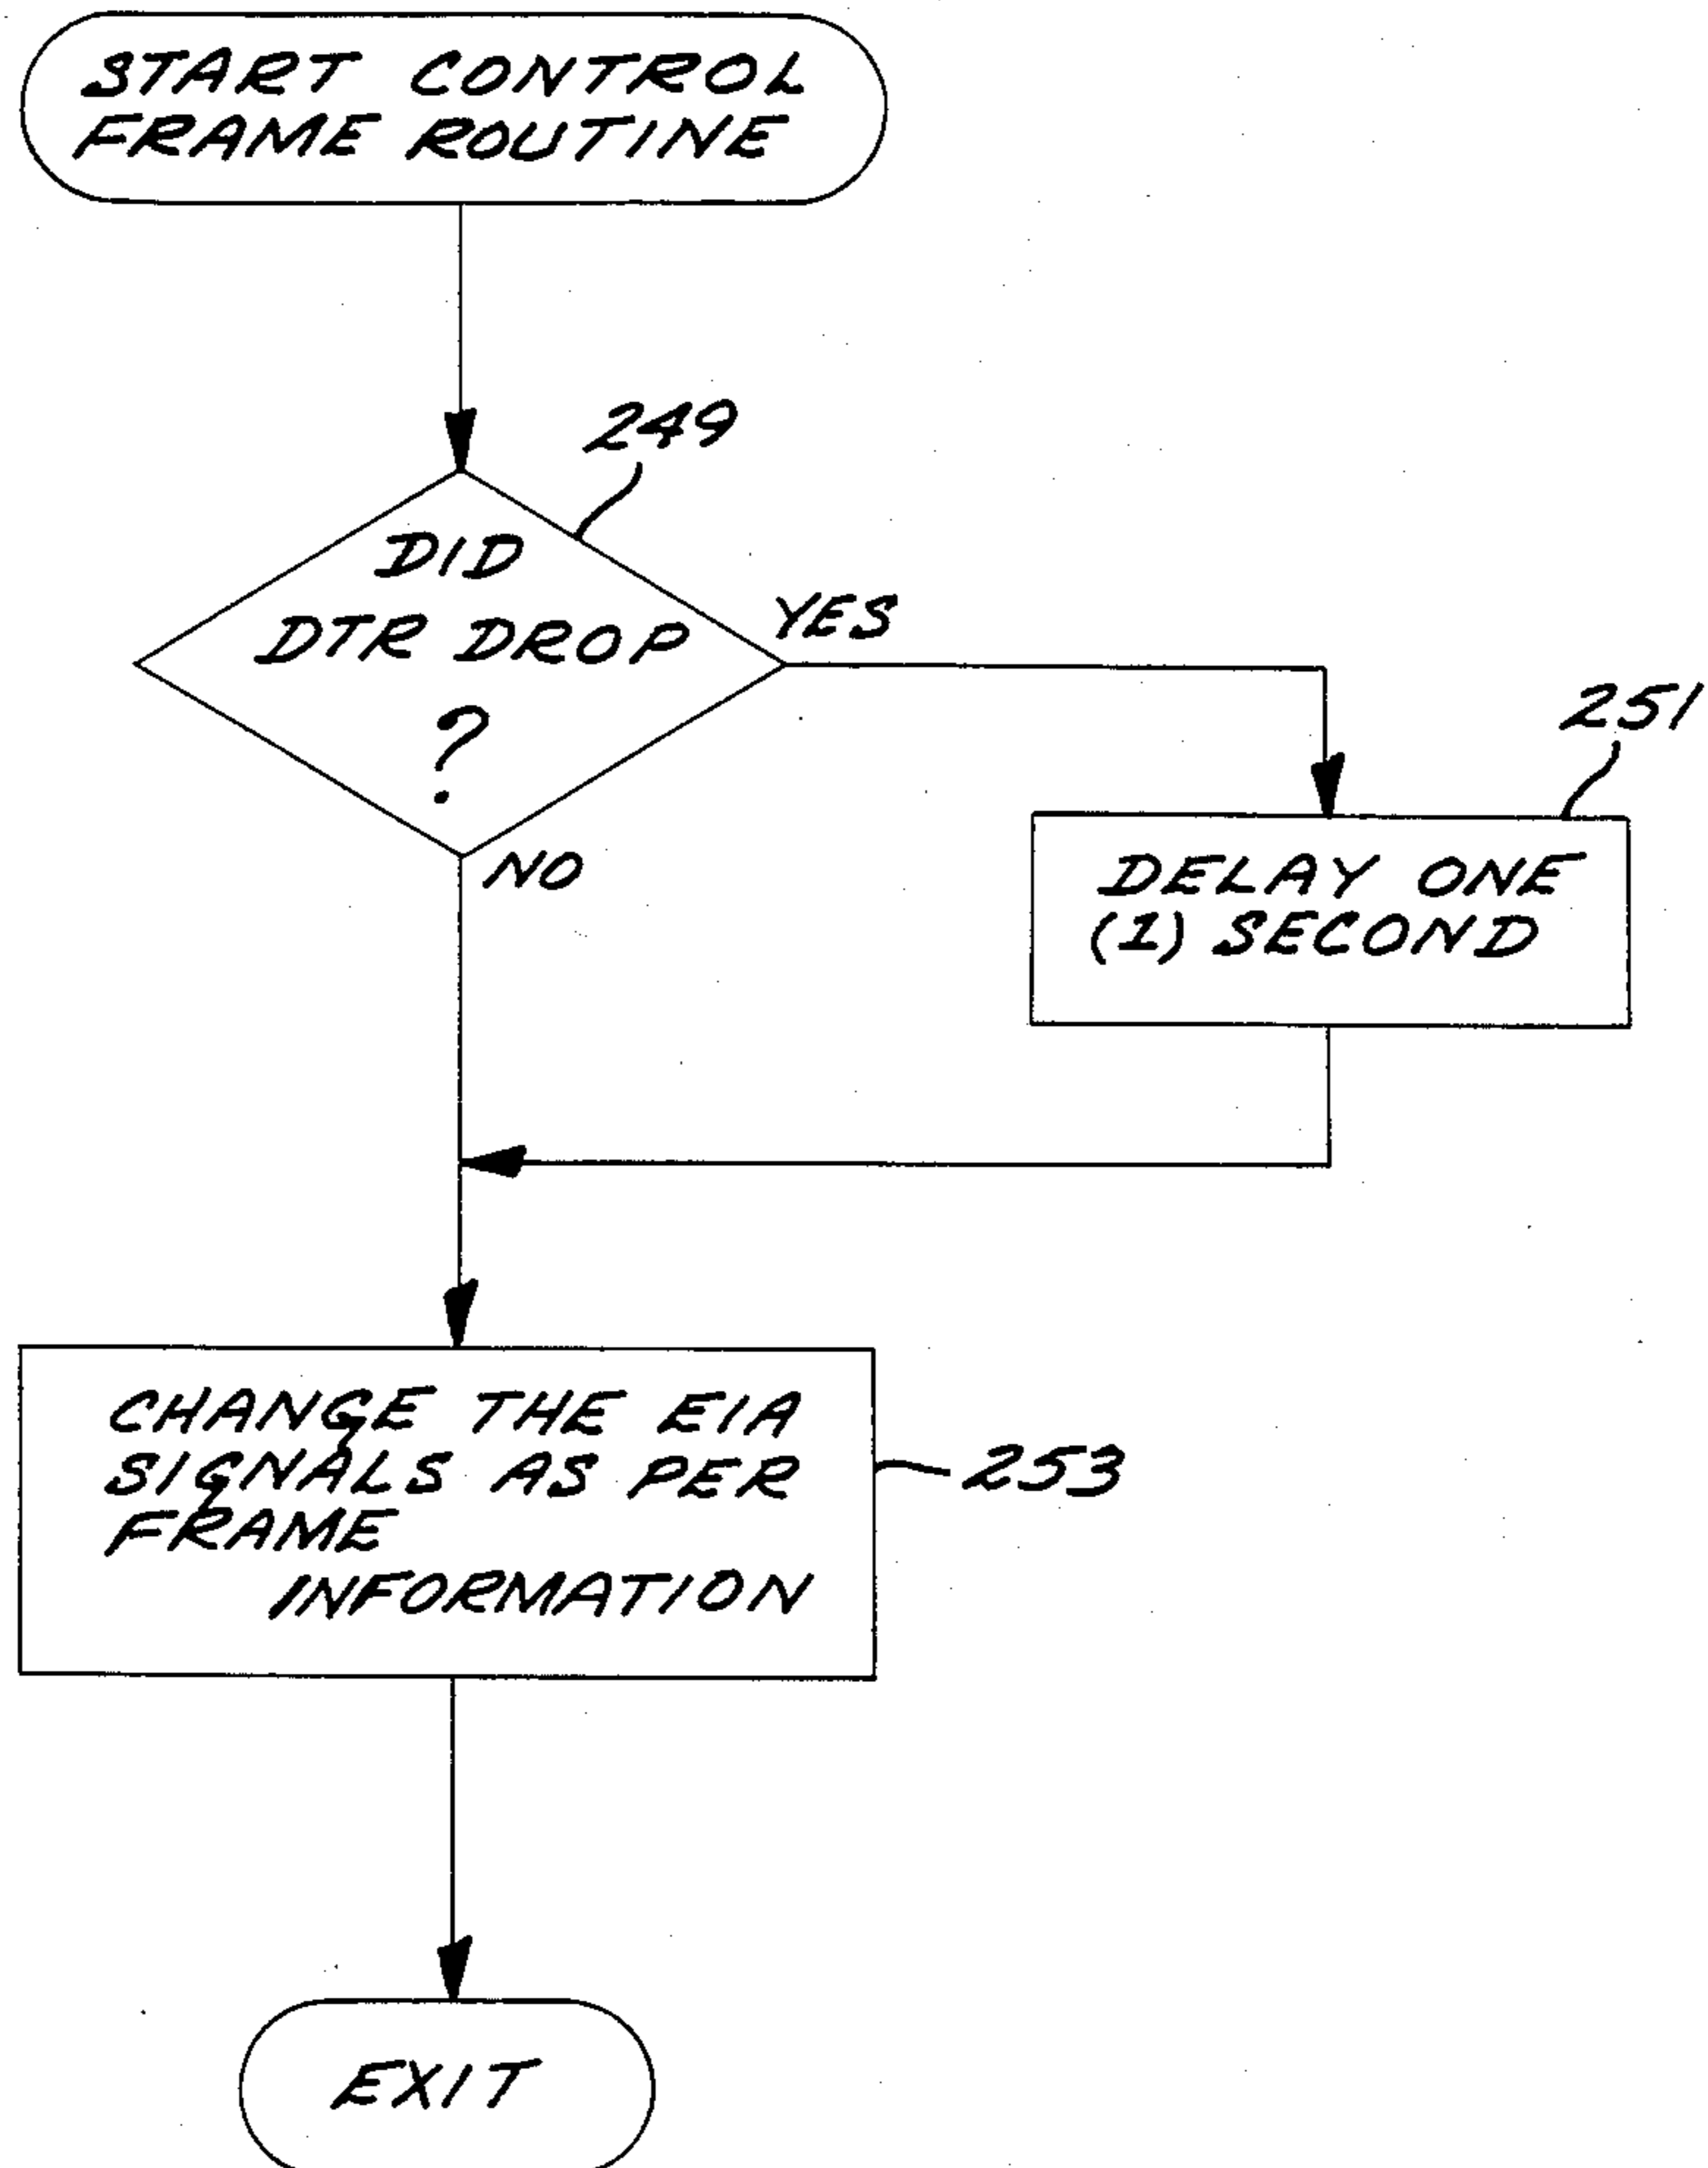 START CONTROL
FRAME ROUTINE
249
DID
DTR DROP
?
YES
251
NO
DELAY ONE
(1) SECOND
CHANGE THE EIA
SIGNALS AS PER
FRAME
INFORMATION
253
EXIT